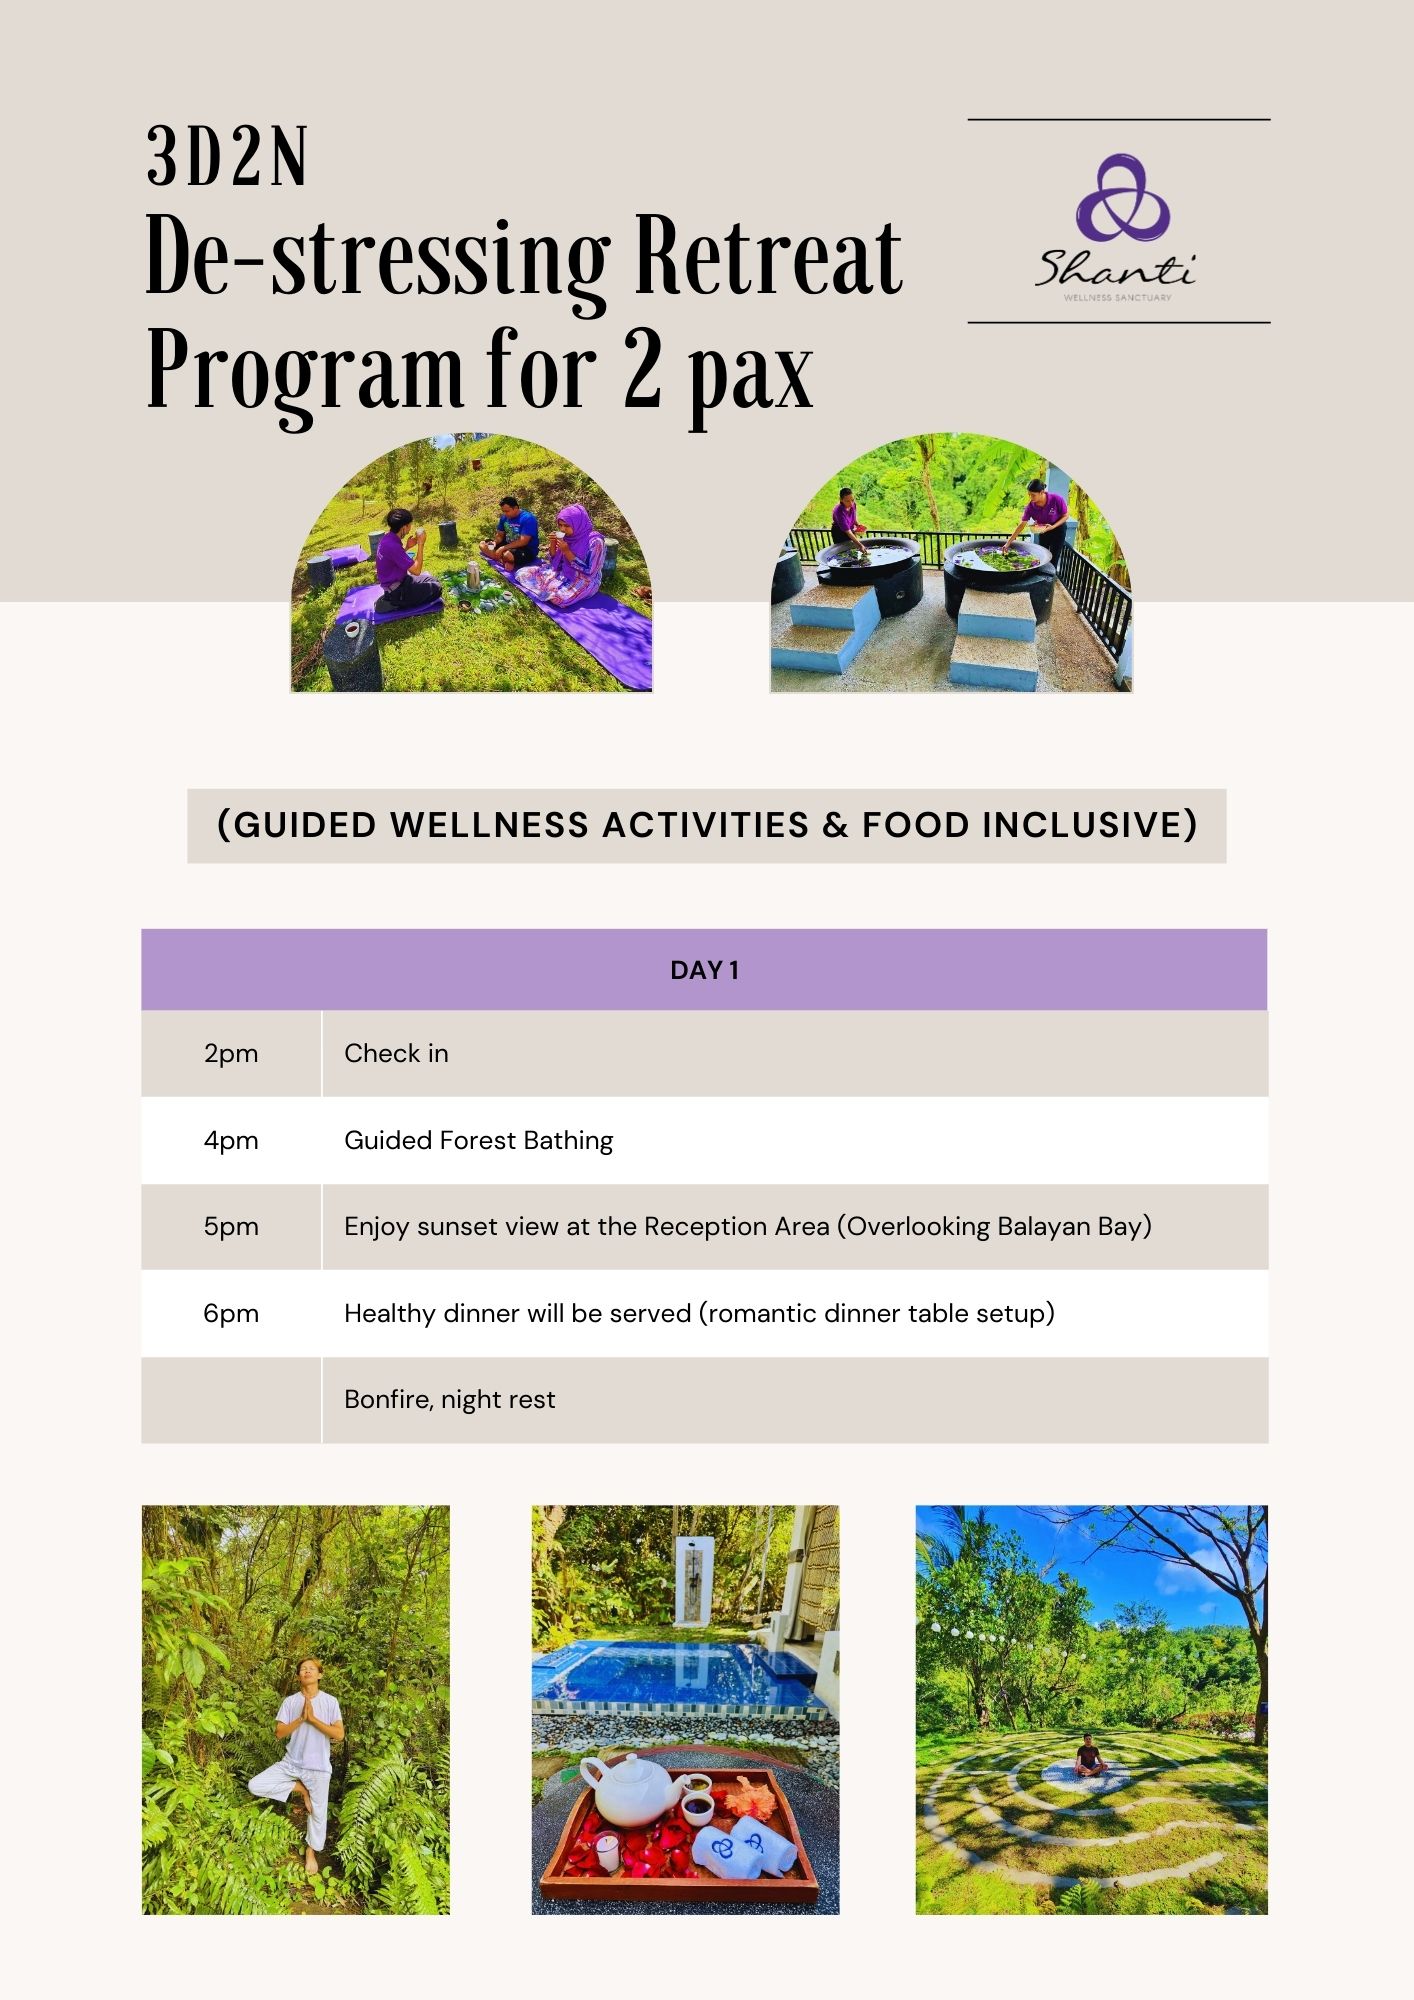 3D2N
De-stressing Retreat
Program for 2 pax
Shanti
WELLNESS SANCTUARY
(GUIDED WELLNESS ACTIVITIES & FOOD INCLUSIVE)
DAY 1
2pm Check in
4pm Guided Forest Bathing
5pm Enjoy sunset view at the Reception Area (Overlooking Balayan Bay)
6pm Healthy dinner will be served (romantic dinner table setup)
Bonfire, night rest